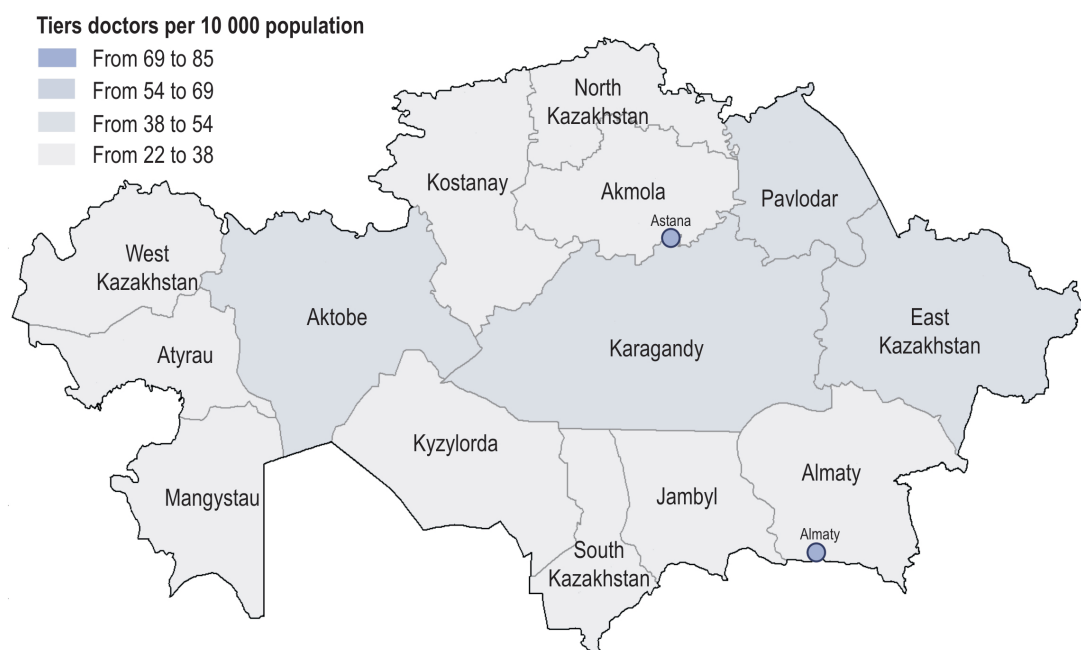 Tiers doctors per 10 000 population
From 69 to 85
From 54 to 69
From 38 to 54
From 22 to 38
North
Kazakhstan
Kostanay
Akmola
Pavlodar
Astana
West
Kazakhstan
Aktobe
East
Kazakhstan
Karagandy
Atyrau
Kyzylorda
Almaty
Mangystau
Jambyl
Almaty
South
Kazakhstan